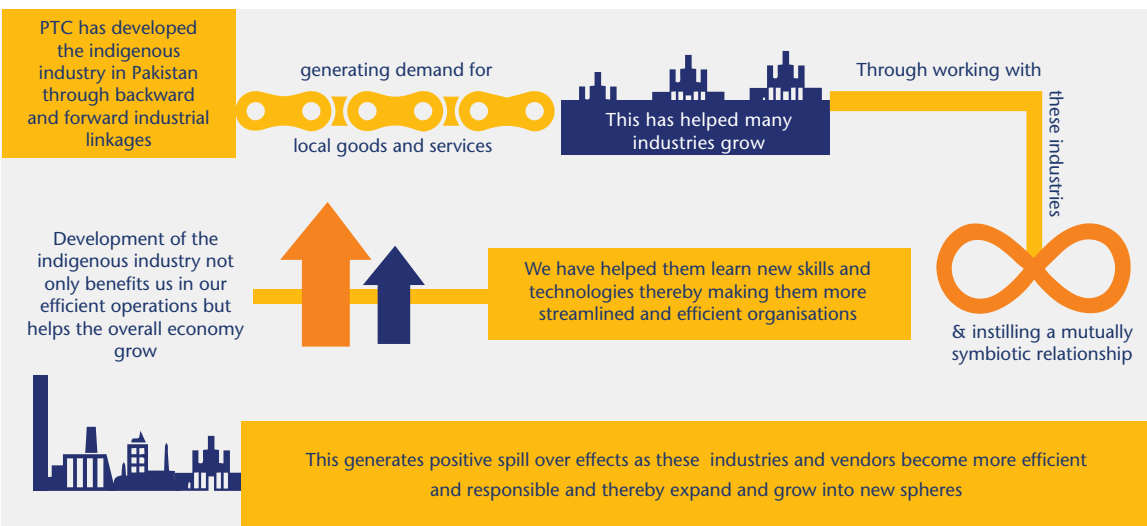 PTC has developed
the indigenous
industry in Pakistan
through backward
and forward industrial
linkages
generating demand for
local goods and services
This has helped many
industries grow
Through working with
these industries
& instilling a mutually
symbiotic relationship
We have helped them learn new skills and
technologies thereby making them more
streamlined and efficient organisations
Development of the
indigenous industry not
only benefits us in our
efficient operations but
helps the overall economy
grow
This generates positive spill over effects as these industries and vendors become more efficient
and responsible and thereby expand and grow into new spheres